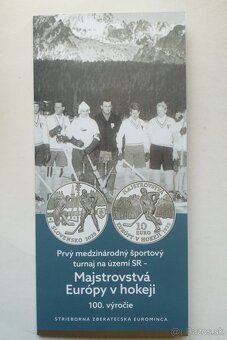 SLOVENSKO 2025
MAJSTROVSTVÁ
10 EURO
EURÓPY V HOKEJI 1925
Prvý medzinárodný športový
turnaj na území SR –
Majstrovstvá
Európy v hokeji
100. výročie
STRIEBORNÁ ZBERATEĽSKÁ EUROMINCA